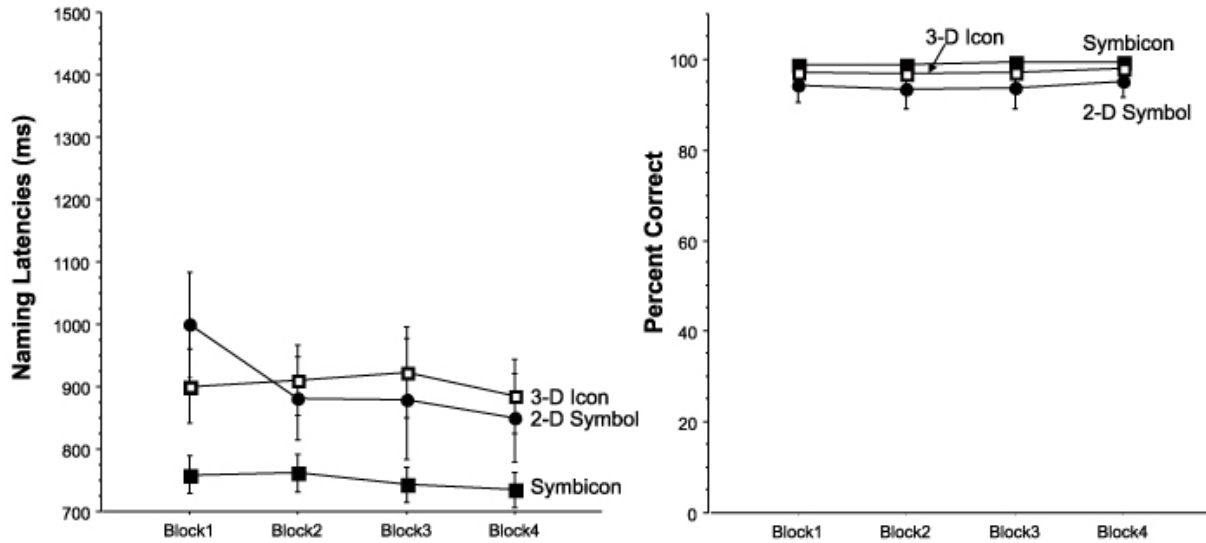 Naming Latencies (ms)
1500
1400
1300
1200
1100
1000
900
800
700
3-D Icon
2-D Symbol
Symbicon
Block1 Block2 Block3 Block4
Percent Correct
100
80
60
40
20
0
3-D Icon
Symbicon
2-D Symbol
Block1 Block2 Block3 Block4